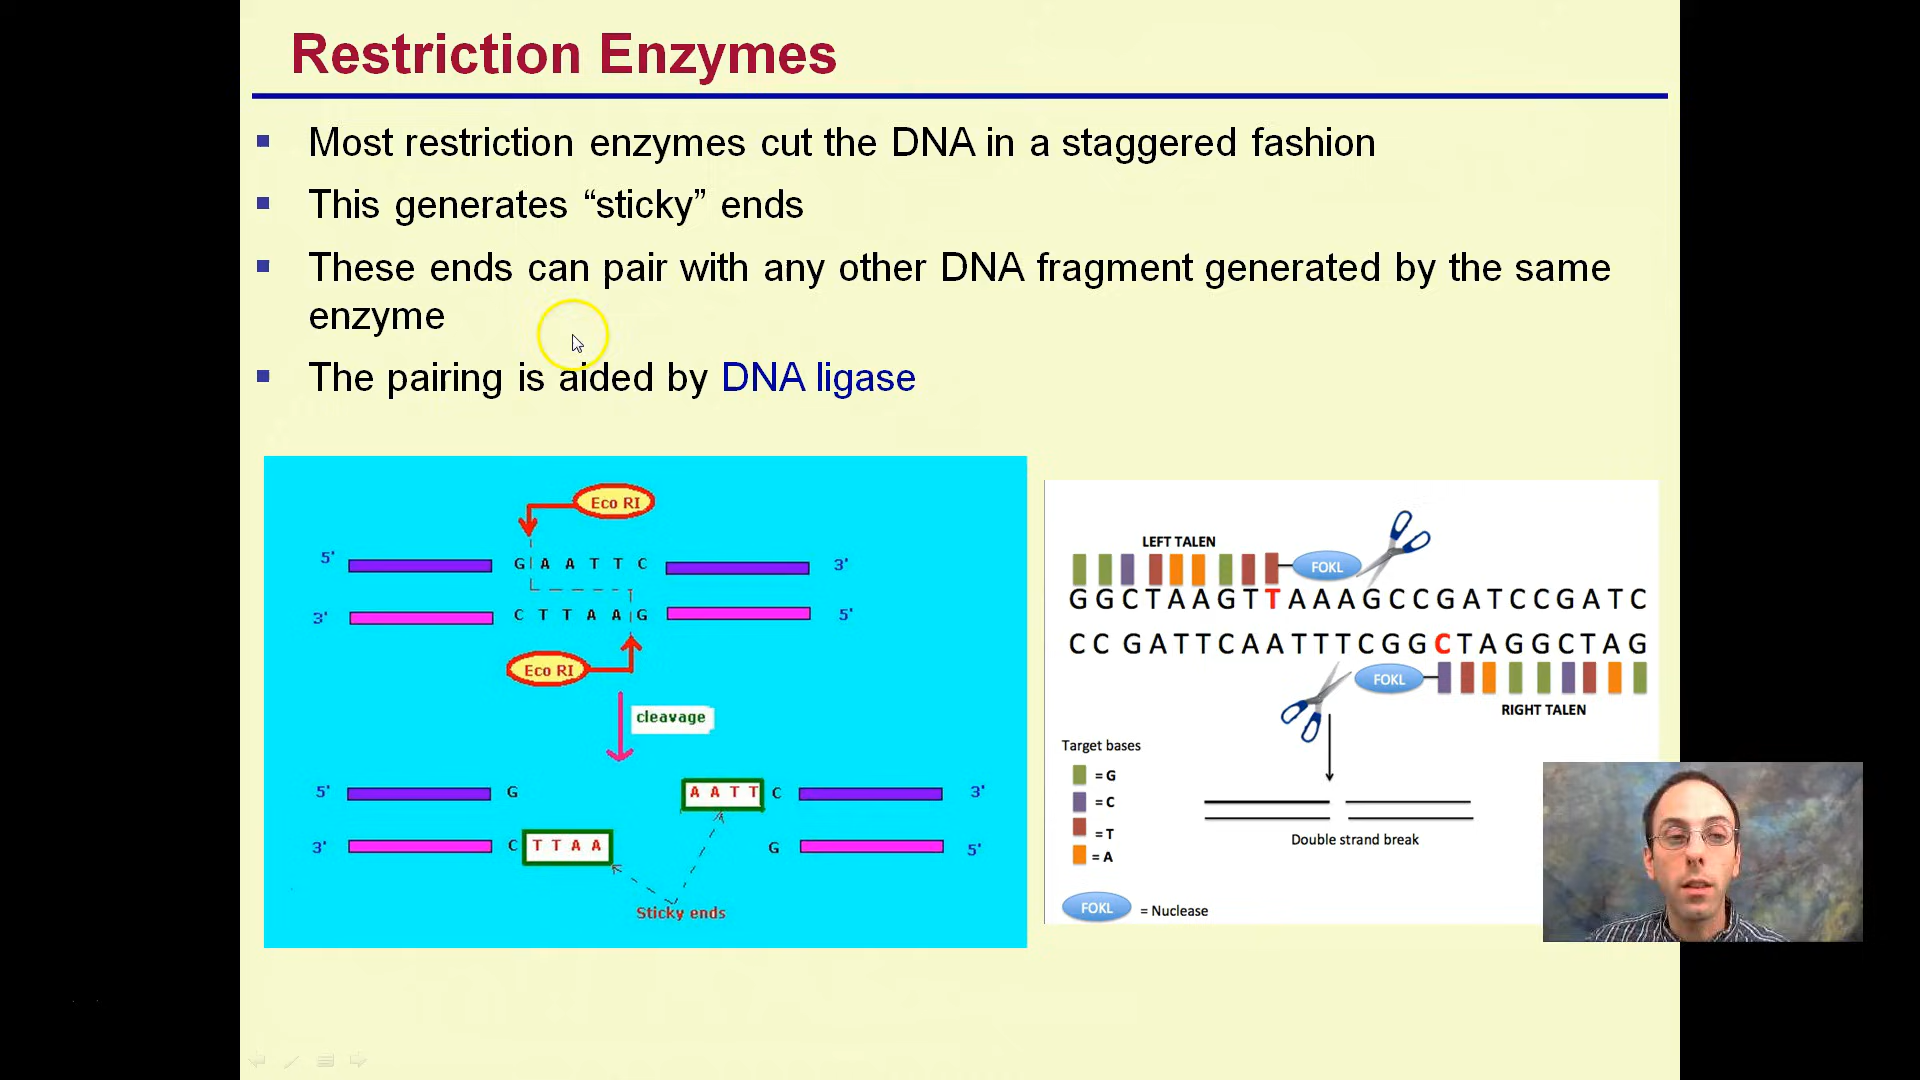 Restriction Enzymes
Most restriction enzymes cut the DNA in a staggered fashion
This generates “sticky” ends
These ends can pair with any other DNA fragment generated by the same
enzyme
The pairing is aided by DNA ligase
Eco RI
5' G A A T T C 3'
3' C T T A A G 5'
Eco RI
cleavage
5' G A A T T C 3'
3' C T T A A G 5'
Sticky ends
LEFT TALEN
FOKL
GGCTAAGTTAAAGCCGATCCGATC
CCGATTCAATTTCGGCTAGGCTAG
FOKL
RIGHT TALEN
Target bases
= G
= C
= T
= A
Double strand break
FOKL = Nuclease